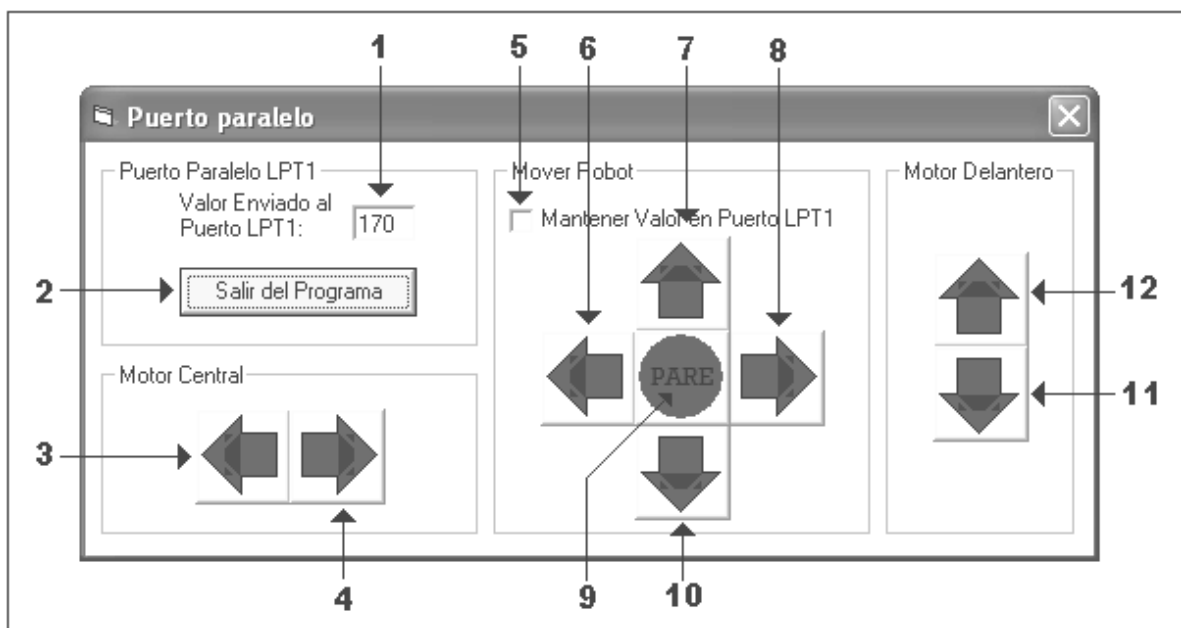 1
5
6
7
8
Puerto paralelo
Puerto Paralelo LPT1
Valor Enviado al
Puerto LPT1:
170
2
Salir del Programa
Motor Central
3
4
Mover Robot
Mantener Valor en Puerto LPT1
PARE
9
10
Motor Delantero
12
11